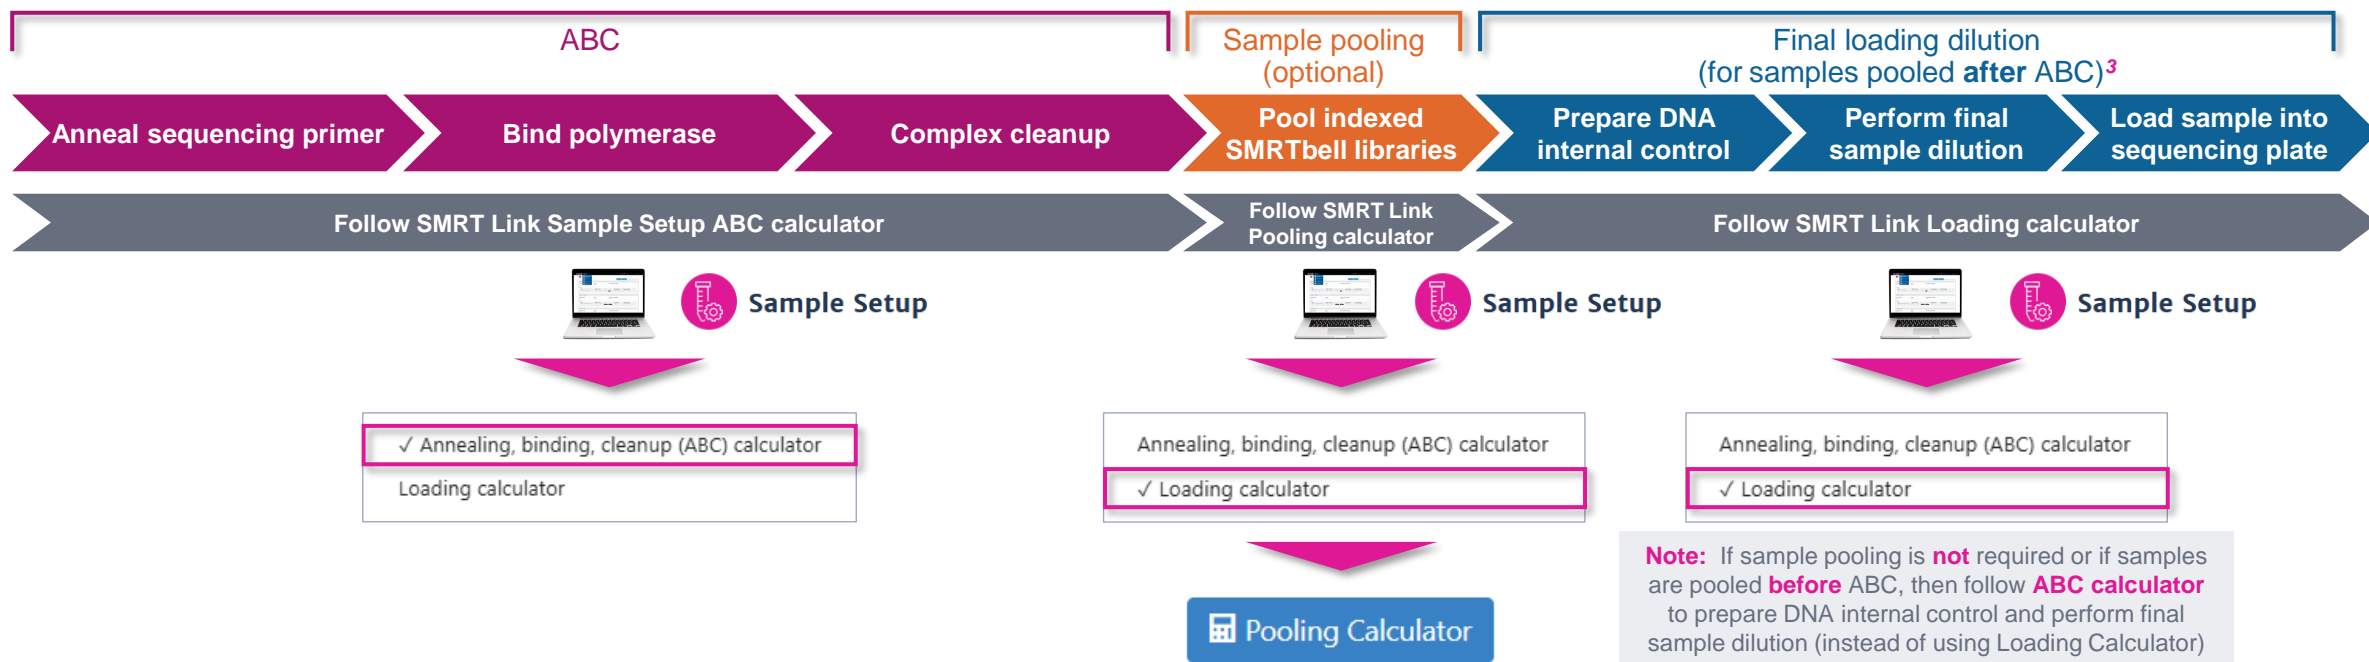 ABC
Sample pooling
(optional)
Final loading dilution
(for samples pooled after ABC)3
Anneal sequencing primer
Bind polymerase
Complex cleanup
Pool indexed
SMRTbell libraries
Prepare DNA
internal control
Perform final
sample dilution
Load sample into
sequencing plate
Follow SMRT Link Sample Setup ABC calculator
Follow SMRT Link
Pooling calculator
Follow SMRT Link Loading calculator
Sample Setup
Sample Setup
Sample Setup
✓ Annealing, binding, cleanup (ABC) calculator
Loading calculator
Annealing, binding, cleanup (ABC) calculator
✓ Loading calculator
Annealing, binding, cleanup (ABC) calculator
✓ Loading calculator
Pooling Calculator
Note: If sample pooling is not required or if samples
are pooled before ABC, then follow ABC calculator
to prepare DNA internal control and perform final
sample dilution (instead of using Loading Calculator)